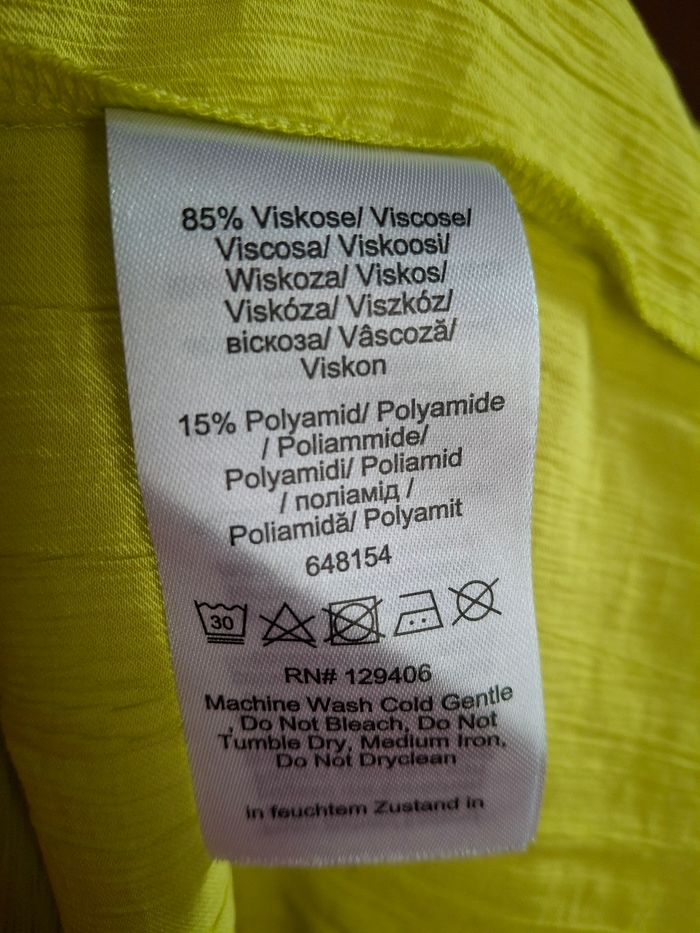 85% Viskose/ Viscose/
Viscosa/ Viskoosi/
Wiskoza/ Viskos/
Viskóza/ Viszkóz/
віскоза/ Vâscoză/
Viskon
15% Polyamid/ Polyamide
/ Poliammide/
Polyamidi/ Poliamid
/ поліамід /
Poliamidă/ Polyamit
648154
30
RN# 129406
Machine Wash Cold Gentle
, Do Not Bleach, Do Not
Tumble Dry, Medium Iron,
Do Not Dryclean
in feuchtem Zustand in